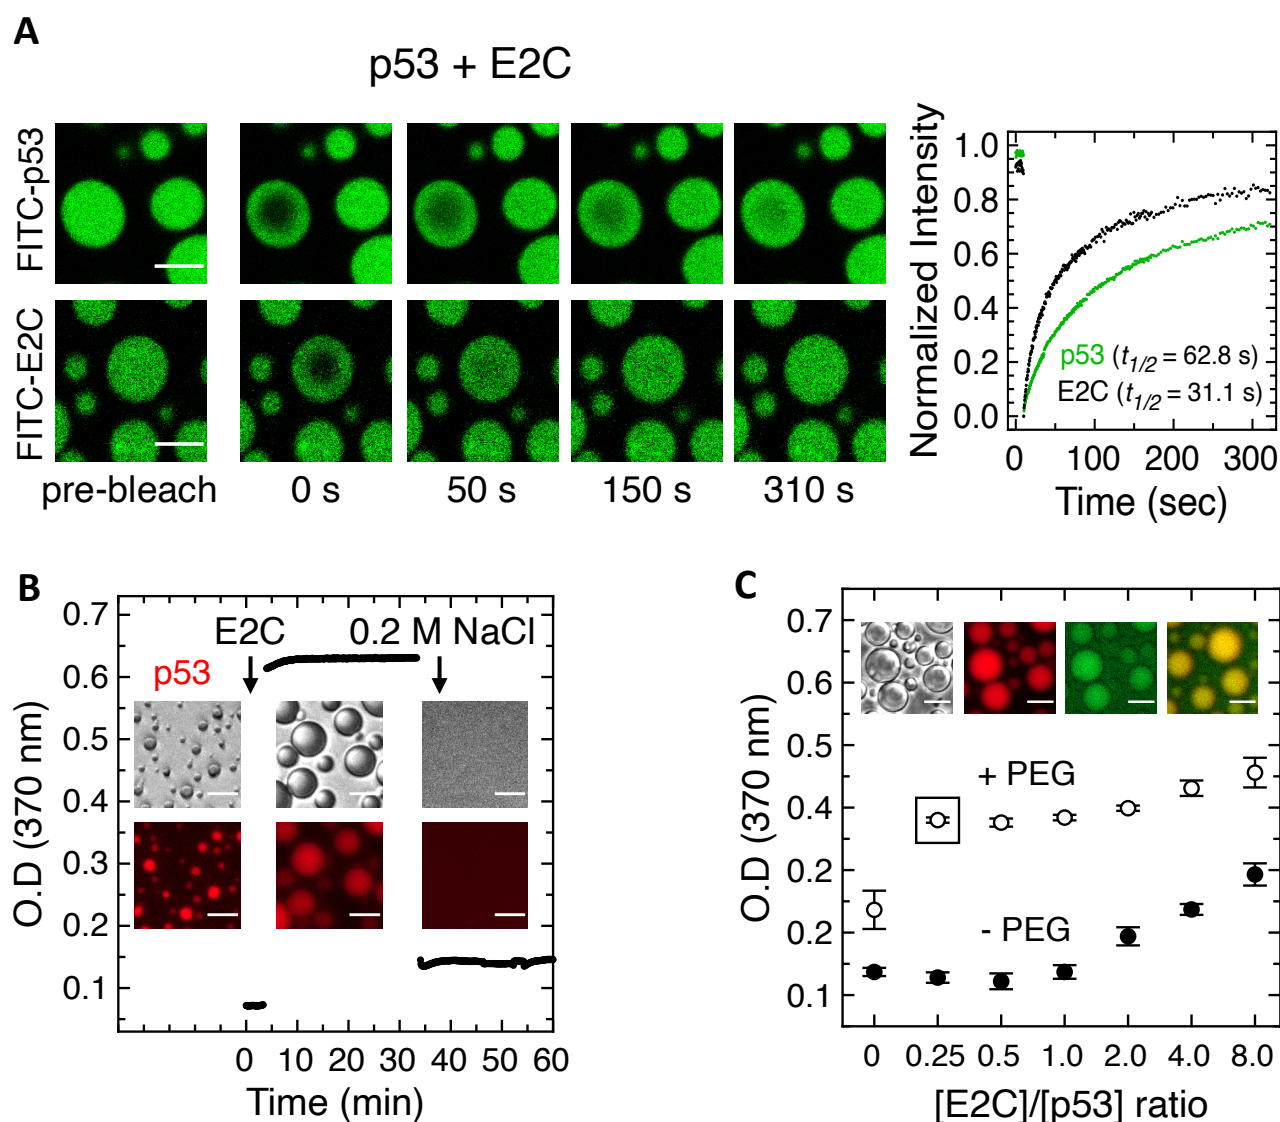 A
p53 + E2C
FITC-p53
FITC-E2C
pre-bleach
0 s
50 s
150 s
310 s
Normalized Intensity
1.0
0.8
0.6
0.4
0.2
0.0
p53 (t1/2 = 62.8 s)
E2C (t1/2 = 31.1 s)
0 100 200 300
Time (sec)
B
O.D (370 nm)
0.7
0.6
0.5
0.4
0.3
0.2
0.1
E2C
0.2 M NaCl
p53
0 10 20 30 40 50 60
Time (min)
C
O.D (370 nm)
0.7
0.6
0.5
0.4
0.2
0.2
0.1
+ PEG
- PEG
0 0.25 0.5 1.0 2.0 4.0 8.0
[E2C]/[p53] ratio